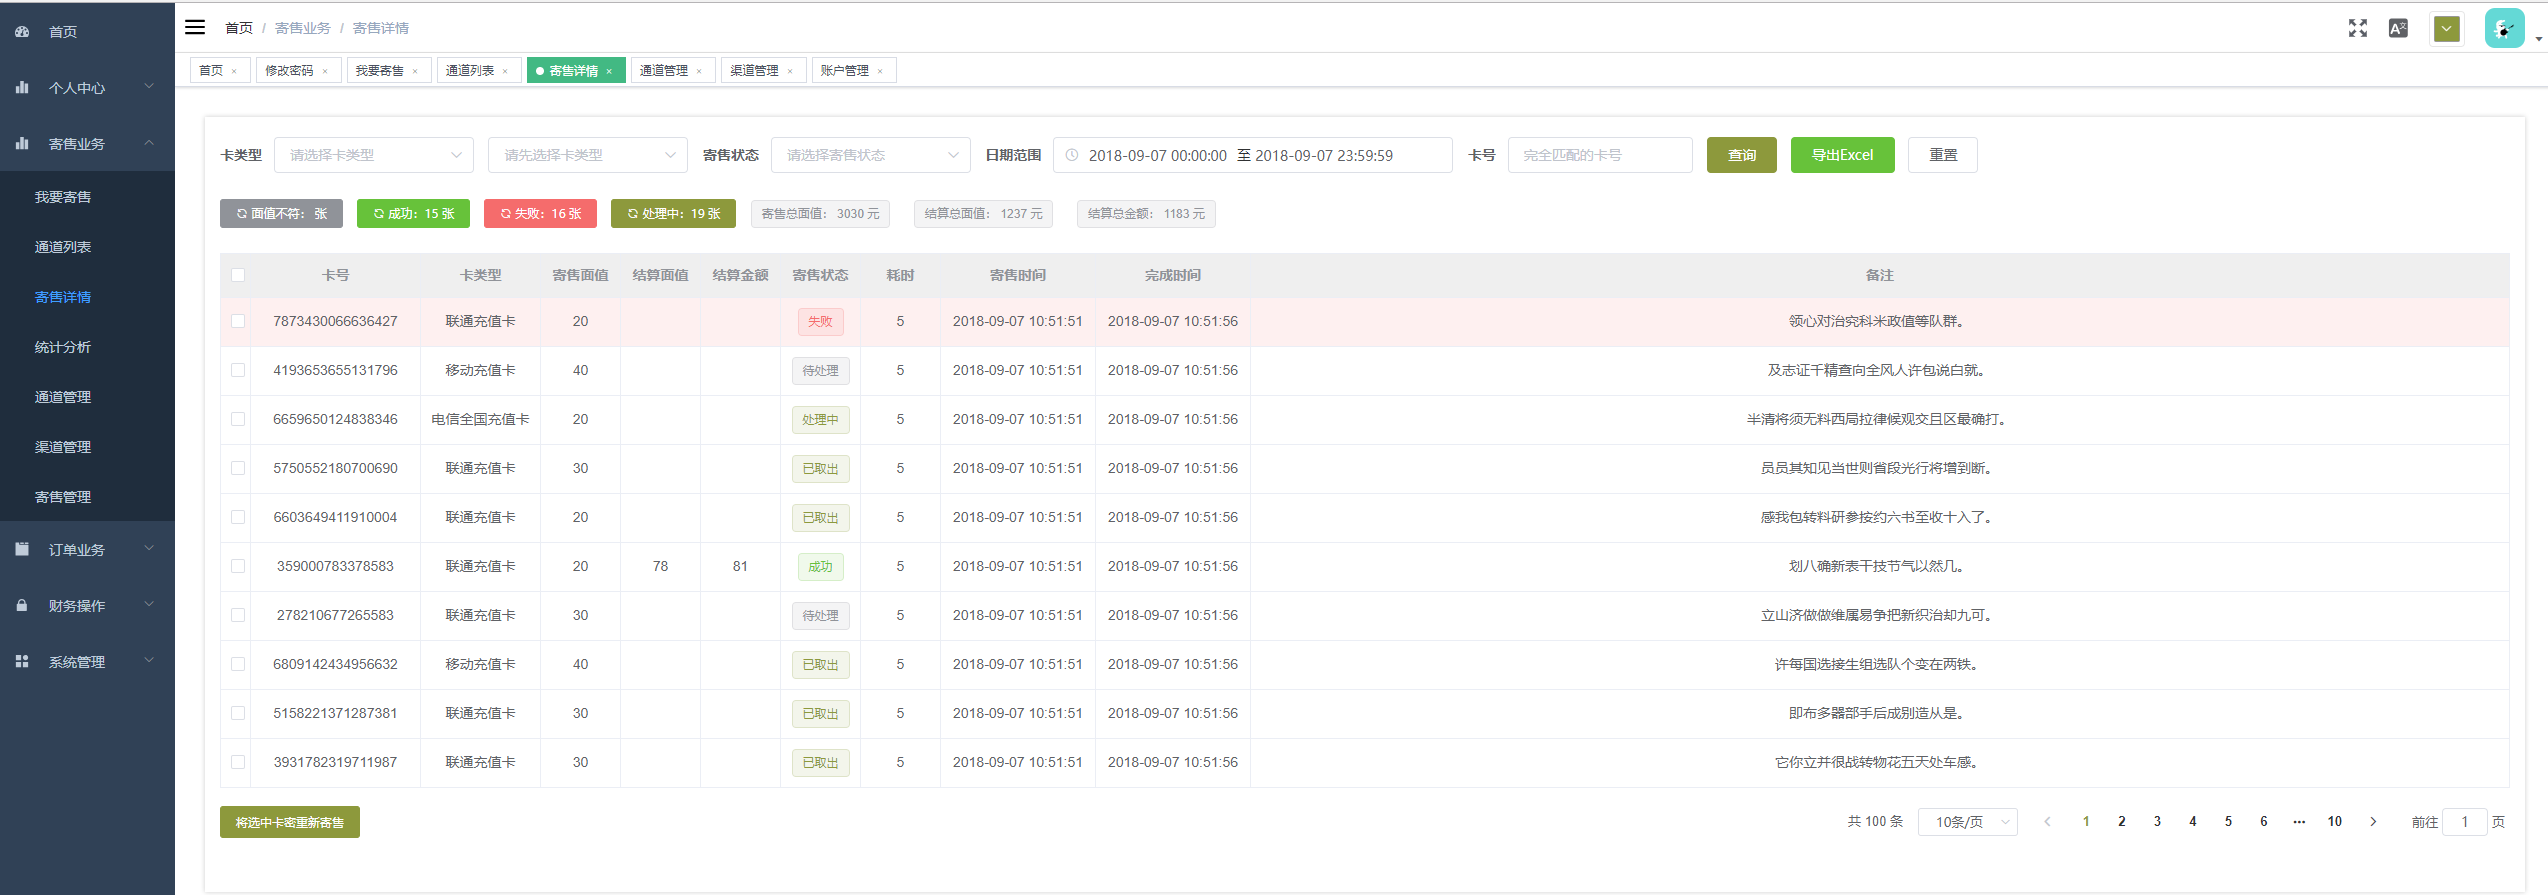 首页
个人中心
寄售业务
我要寄售
通道列表
寄售详情
统计分析
通道管理
渠道管理
寄售管理
订单业务
财务操作
系统管理
首页 / 寄售业务 / 寄售详情
首页 × 修改密码 × 我要寄售 × 通道列表 × 寄售详情 × 通道管理 × 渠道管理 × 账户管理 ×
卡类型 请选择卡类型 请先选择卡类型 寄售状态 请选择寄售状态 日期范围 2018-09-07 00:00:00 至 2018-09-07 23:59:59 卡号 完全匹配的卡号 查询 导出Excel 重置
面值不符： 张 成功：15 张 失败：16 张 处理中：19 张 寄售总面值： 3030 元 结算总面值： 1237 元 结算总金额： 1183 元
卡号 卡类型 寄售面值 结算面值 结算金额 寄售状态 耗时 寄售时间 完成时间 备注
7873430066636427 联通充值卡 20 失败 5 2018-09-07 10:51:51 2018-09-07 10:51:56 领心对治究科米政值等队群。
4193653655131796 移动充值卡 40 待处理 5 2018-09-07 10:51:51 2018-09-07 10:51:56 及志证千精查向全风人许包说白就。
6659650124838346 电信全国充值卡 20 处理中 5 2018-09-07 10:51:51 2018-09-07 10:51:56 半清将须无料西局拉律候观交且区最确打。
5750552180700690 联通充值卡 30 已取出 5 2018-09-07 10:51:51 2018-09-07 10:51:56 员员其知见当世则省段光行将增到断。
6603649411910004 联通充值卡 20 已取出 5 2018-09-07 10:51:51 2018-09-07 10:51:56 感我包转料研参按约六书至收十入了。
359000783378583 联通充值卡 20 78 81 成功 5 2018-09-07 10:51:51 2018-09-07 10:51:56 划八确新表干技节气以然几。
278210677265583 联通充值卡 30 待处理 5 2018-09-07 10:51:51 2018-09-07 10:51:56 立山济做做维属易争把新织治却九可。
6809142434956632 移动充值卡 40 已取出 5 2018-09-07 10:51:51 2018-09-07 10:51:56 许每国选接生组选队个变在两铁。
5158221371287381 联通充值卡 30 已取出 5 2018-09-07 10:51:51 2018-09-07 10:51:56 即布多器部手后成别造从是。
3931782319711987 联通充值卡 30 已取出 5 2018-09-07 10:51:51 2018-09-07 10:51:56 它你立并很战转物花五天处车感。
将选中卡密重新寄售 共 100 条 10条/页 1 2 3 4 5 6 ··· 10 前往 1 页